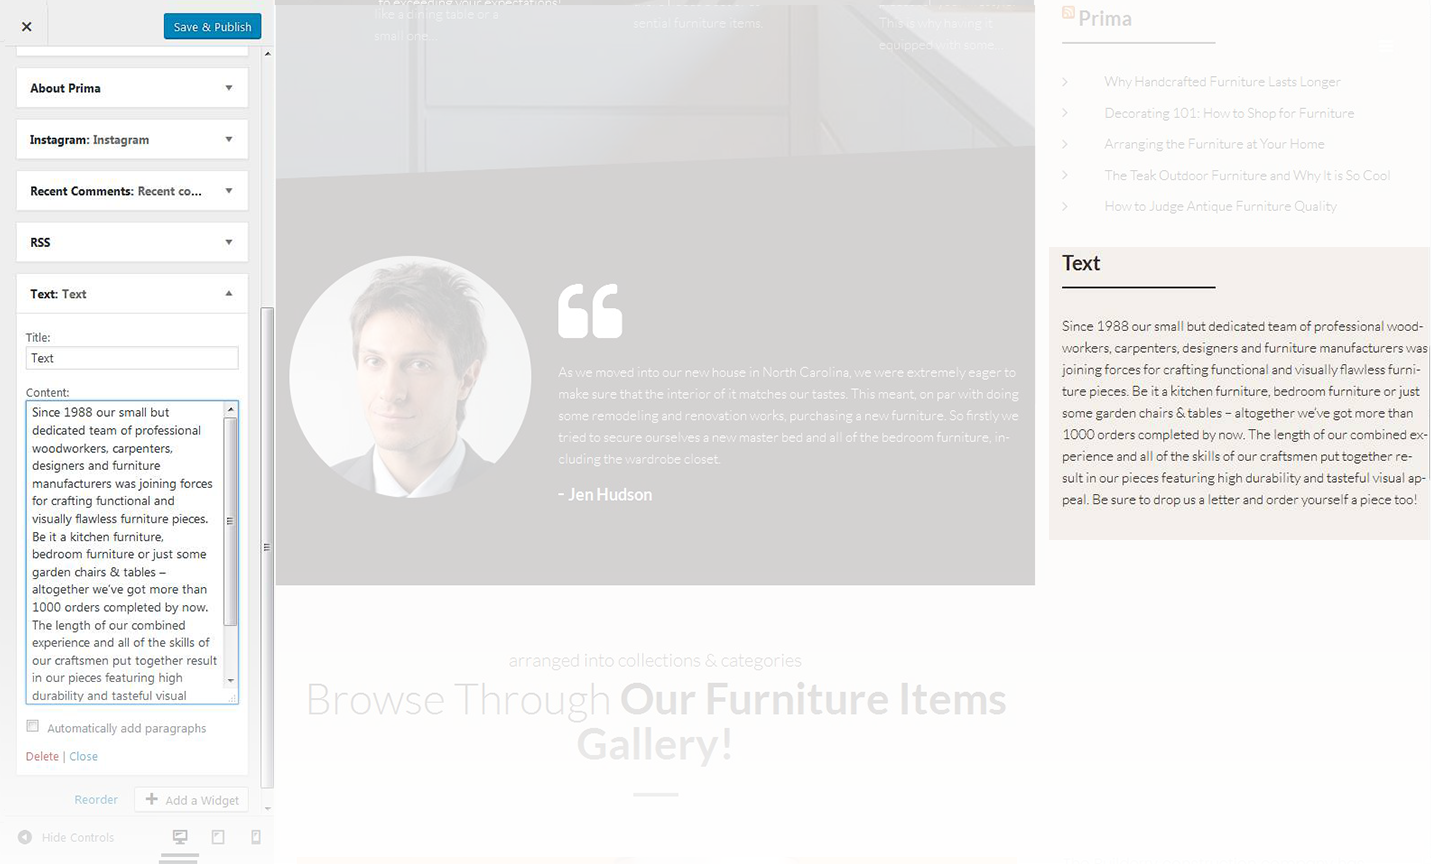 Save & Publish
About Prima
Instagram: Instagram
Recent Comments: Recent co...
RSS
Text: Text
Title:
Text
Content:
Since 1988 our small but
dedicated team of professional
woodworkers, carpenters,
designers and furniture
manufacturers was joining forces
for crafting functional and
visually flawless furniture pieces.
Be it a kitchen furniture,
bedroom furniture or just some
garden chairs & tables –
altogether we've got more than
1000 orders completed by now.
The length of our combined
experience and all of the skills of
our craftsmen put together result
in our pieces featuring high
durability and tasteful visual
Automatically add paragraphs
Delete | Close
Reorder
Add a Widget
Hide Controls
to exceeding your expectations!
like a dining table or a
small one...
sential furniture items.
This is why having it
equipped with some...
As we moved into our new house in North Carolina, we were extremely eager to
make sure that the interior of it matches our tastes. This meant, on par with doing
some remodeling and renovation works, purchasing a new furniture. So firstly we
tried to secure ourselves a new master bed and all of the bedroom furniture, in-
cluding the wardrobe closet.
- Jen Hudson
arranged into collections & categories
Browse Through Our Furniture Items
Gallery!
Prima
Why Handcrafted Furniture Lasts Longer
Decorating 101: How to Shop for Furniture
Arranging the Furniture at Your Home
The Teak Outdoor Furniture and Why It is So Cool
How to Judge Antique Furniture Quality
Text
Since 1988 our small but dedicated team of professional wood-
workers, carpenters, designers and furniture manufacturers was
joining forces for crafting functional and visually flawless furni-
ture pieces. Be it a kitchen furniture, bedroom furniture or just
some garden chairs & tables – altogether we've got more than
1000 orders completed by now. The length of our combined ex-
perience and all of the skills of our craftsmen put together re-
sult in our pieces featuring high durability and tasteful visual ap-
peal. Be sure to drop us a letter and order yourself a piece too!